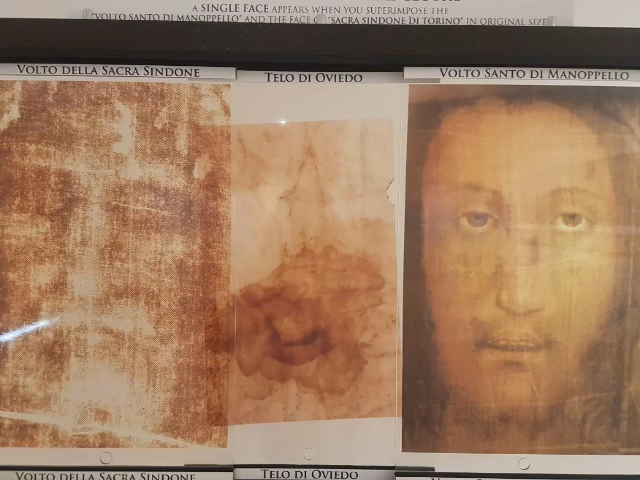 A SINGLE FACE APPEARS WHEN YOU SUPERIMPOSE THE
"VOLTO SANTO DI MANOPPELLO" AND THE FACE "SACRA SINDONE DI TORINO" IN ORIGINAL SIZE
VOLTO DELLA SACRA SINDONE
TELO DI OVIEDO
VOLTO SANTO DI MANOPPELLO
VOLTO DELLA SACRA SINDONE
TELO DI OVIEDO